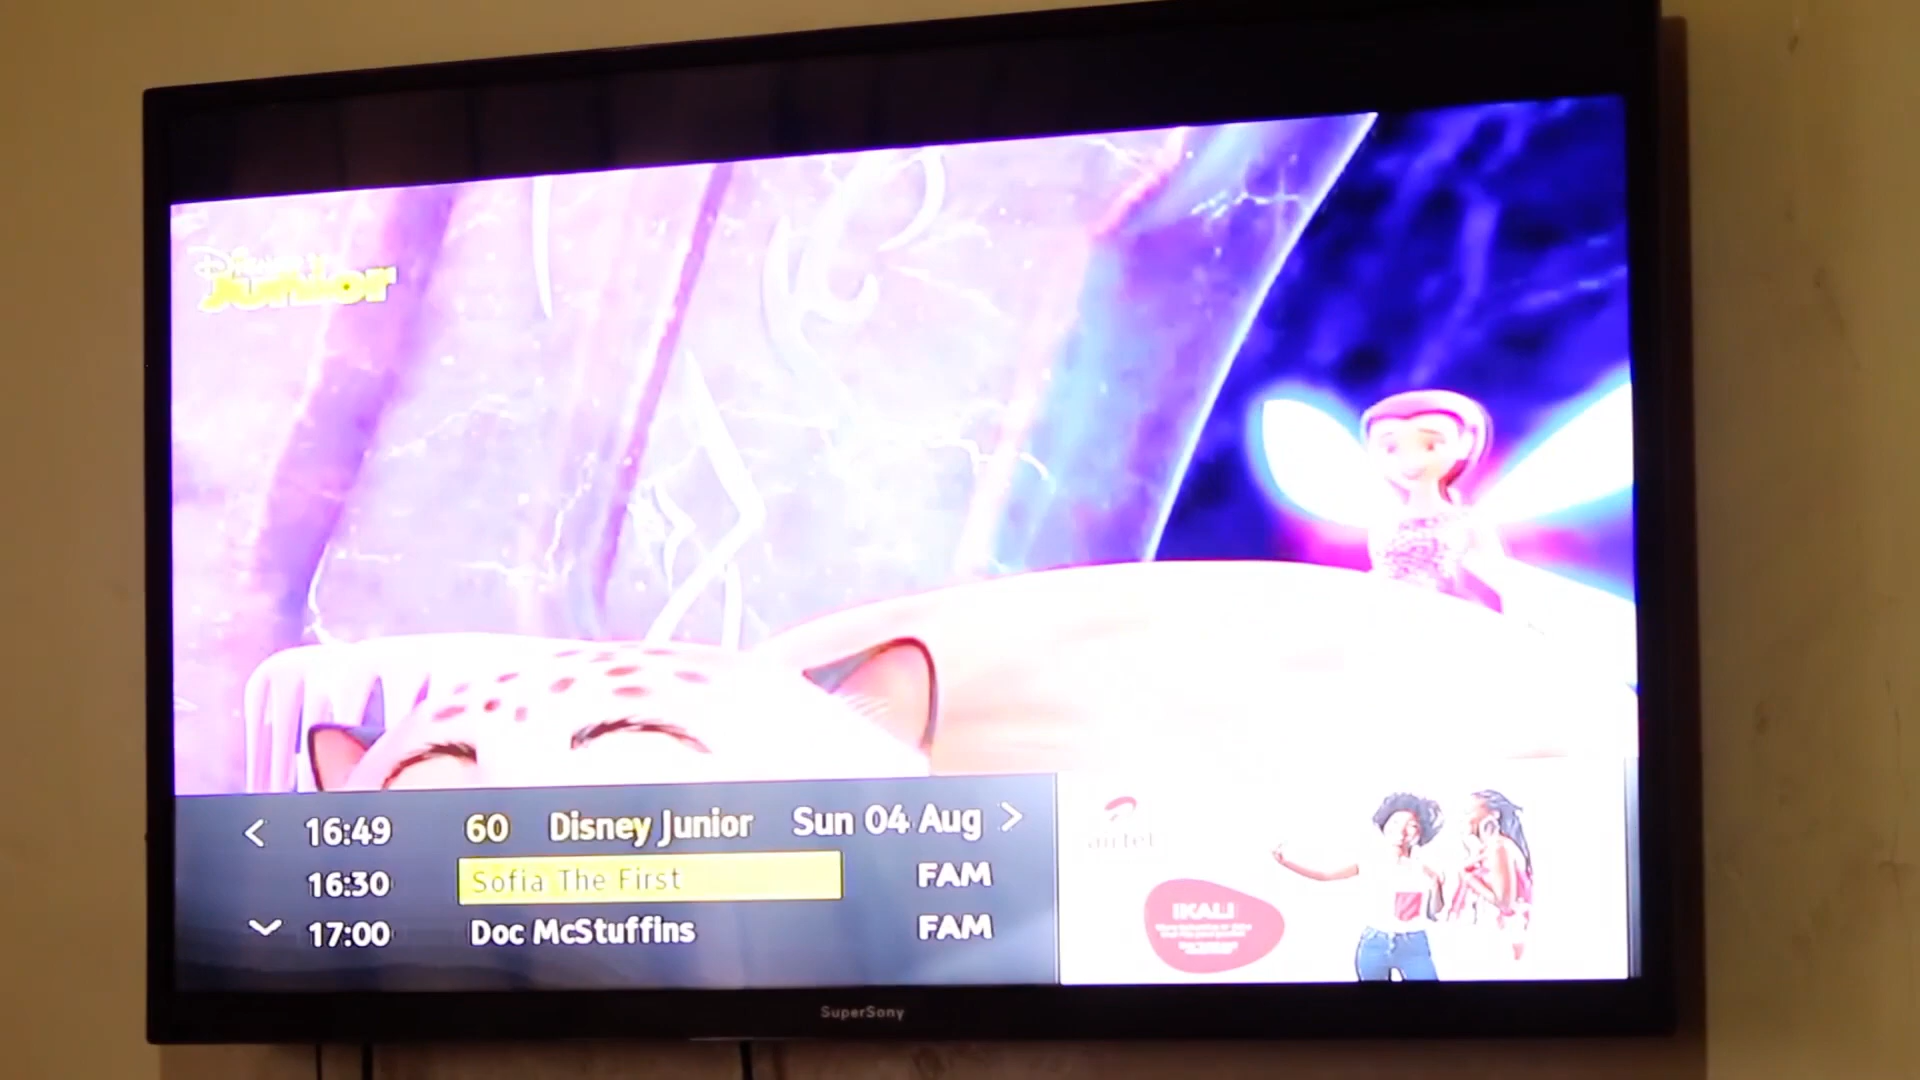 Disney
Junior
16:49 60 Disney Junior Sun 04 Aug
16:30 Sofia The First FAM
17:00 Doc McStuffins FAM
airtel
IKALI
SuperSony